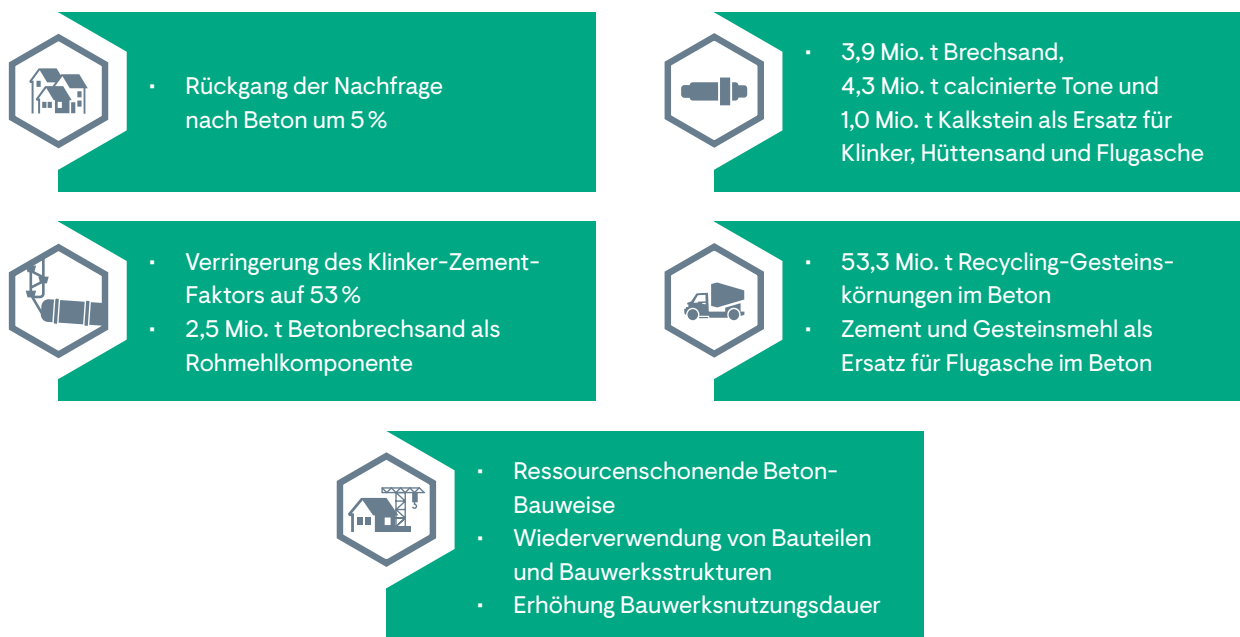 · Rückgang der Nachfrage
nach Beton um 5 %
· 3,9 Mio. t Brechsand,
4,3 Mio. t calcinierte Tone und
1,0 Mio. t Kalkstein als Ersatz für
Klinker, Hüttensand und Flugasche
· Verringerung des Klinker-Zement-
Faktors auf 53 %
· 2,5 Mio. t Betonbrechsand als
Rohmehlkomponente
· 53,3 Mio. t Recycling-Gesteins-
körnungen im Beton
· Zement und Gesteinsmehl als
Ersatz für Flugasche im Beton
· Ressourcenschonende Beton-
Bauweise
· Wiederverwendung von Bauteilen
und Bauwerksstrukturen
· Erhöhung Bauwerksnutzungsdauer